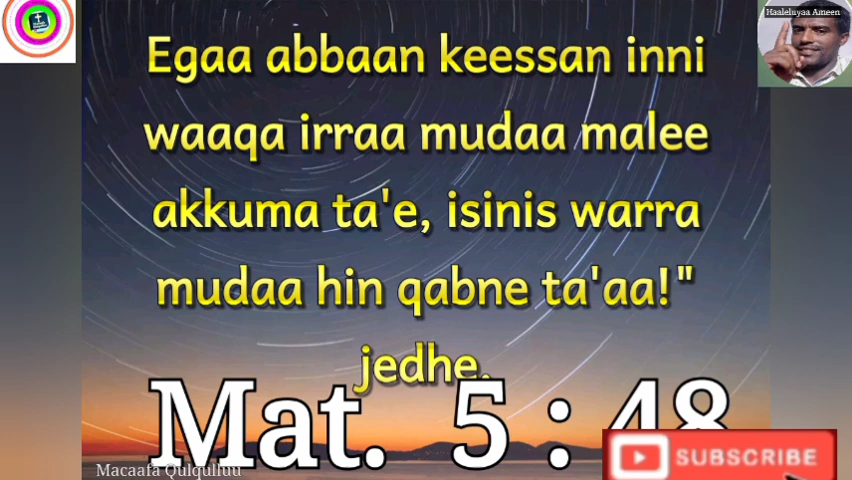 Haaleluyaa Ameen
Egaa abbaan keessan inni
waaqa irraa mudaa malee
akkuma ta'e, isinis warra
mudaa hin qabne ta'aa!"
jedhe.
Mat. 5 : 48
Macaafa Qulqulluu
SUBSCRIBE